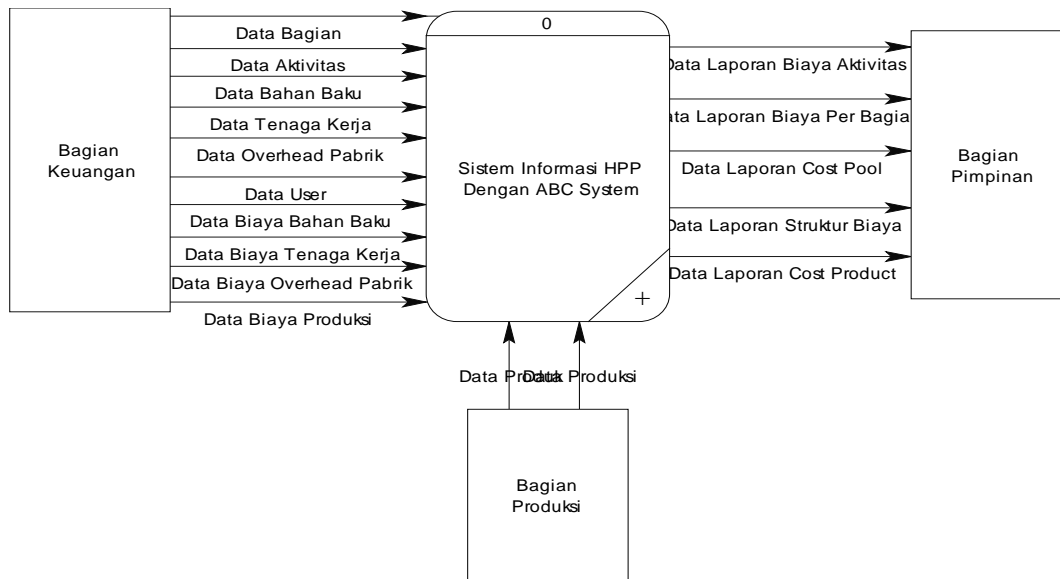 0
Data Bagian
Data Aktivitas
Data Bahan Baku
Data Tenaga Kerja
Data Overhead Pabrik
Data User
Data Biaya Bahan Baku
Data Biaya Tenaga Kerja
Data Biaya Overhead Pabrik
Data Biaya Produksi
Bagian
Keuangan
Sistem Informasi HPP
Dengan ABC System
+
Data Laporan Biaya Aktivitas
ata Laporan Biaya Per Bagia
Data Laporan Cost Pool
Data Laporan Struktur Biaya
Data Laporan Cost Product
Bagian
Pimpinan
Data Produk
Data Produksi
Bagian
Produksi